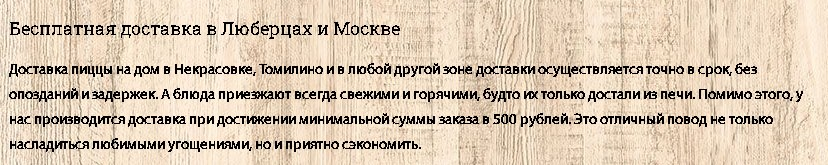 Бесплатная доставка в Люберцах и Москве
Доставка пиццы на дом в Некрасовке, Томилино и в любой другой зоне доставки осуществляется точно в срок, без
опозданий и задержек. А блюда приезжают всегда свежими и горячими, будто их только достали из печи. Помимо этого, у
нас производится доставка при достижении минимальной суммы заказа в 500 рублей. Это отличный повод не только
насладиться любимыми угощениями, но и приятно сэкономить.